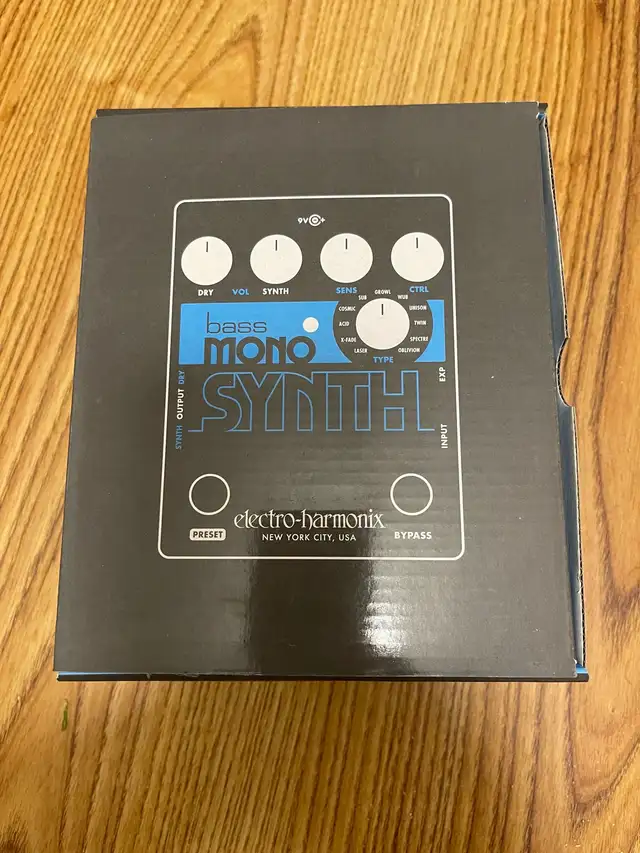 9V
DRY VOL SYNTH SENS CTRL
GROWL
SUB WUB
COSMIC UNISON
ACID TWIN
X-FADE SPECTRE
LASER OBLIVION
TYPE
bass
MONO
SYNTH
SYNTH OUTPUT DRY
EXP
INPUT
electro-harmonix
NEW YORK CITY, USA
PRESET
BYPASS